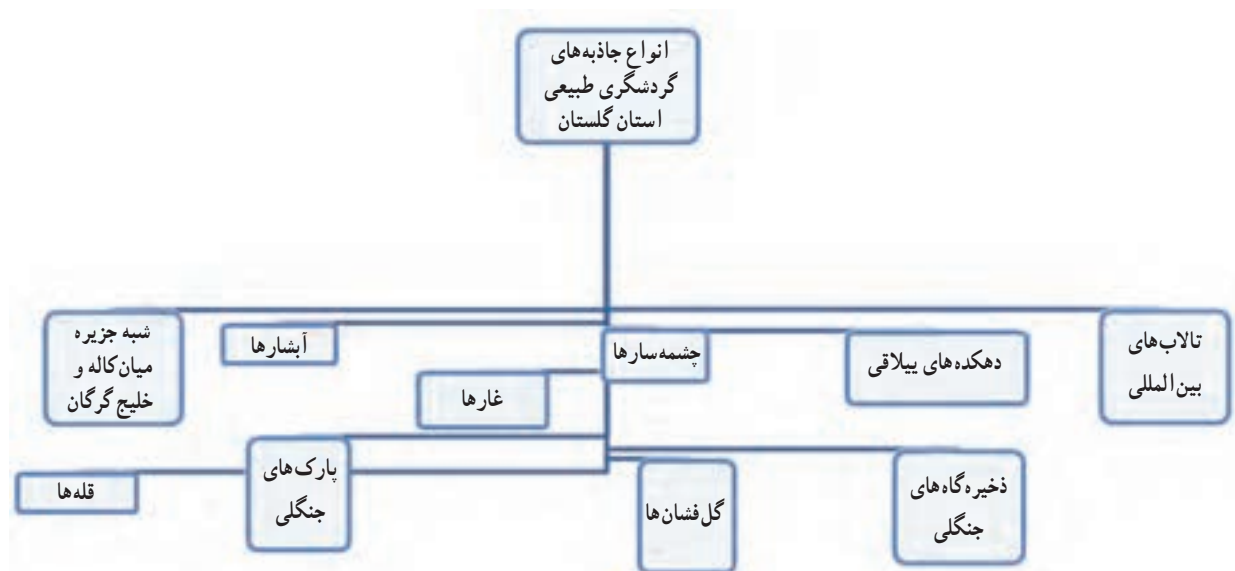 انواع جاذبه‌های
گردشگری طبیعی
استان گلستان
تالاب‌های
بین‌المللی
دهکده‌های ییلاقی
چشمه‌سارها
آبشارها
شبه جزیره
میان‌کاله و
خلیج گرگان
غارها
ذخیره‌گاه‌های
جنگلی
گل‌فشان‌ها
پارک‌های
جنگلی
قله‌ها